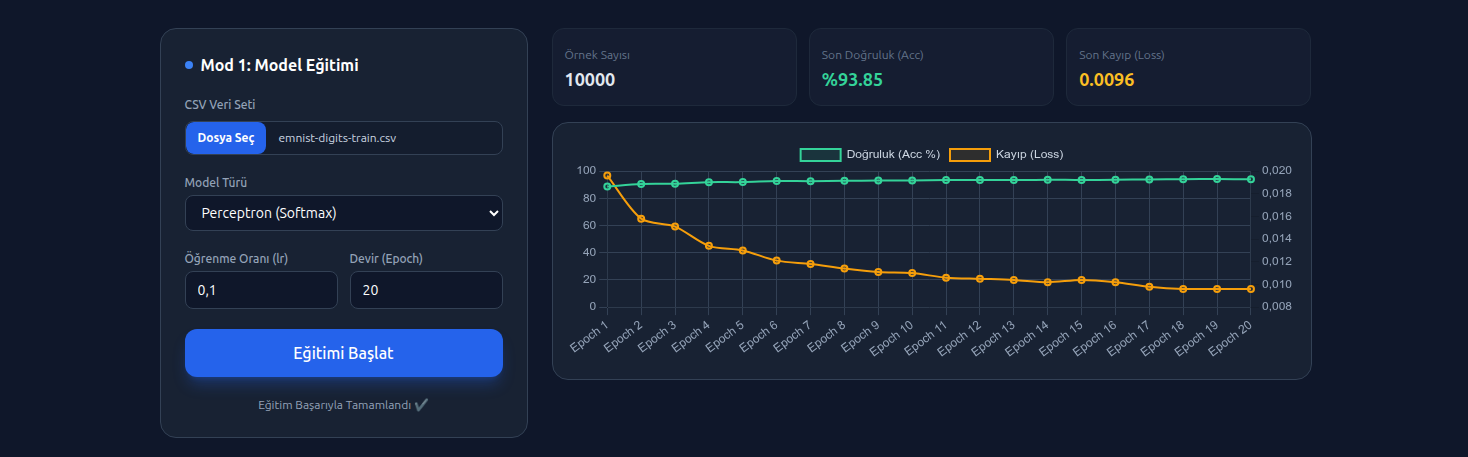 Mod 1: Model Eğitimi
CSV Veri Seti
Dosya Seç emnist-digits-train.csv
Model Türü
Perceptron (Softmax)
Öğrenme Oranı (lr) Devir (Epoch)
0,1 20
Eğitimi Başlat
Eğitim Başarıyla Tamamlandı ✔
Örnek Sayısı
10000
Son Doğruluk (Acc)
%93.85
Son Kayıp (Loss)
0.0096
Doğruluk (Acc %) Kayıp (Loss)
100
80
60
40
20
0
0,020
0,018
0,016
0,014
0,012
0,010
0,008
Epoch 1
Epoch 2
Epoch 3
Epoch 4
Epoch 5
Epoch 6
Epoch 7
Epoch 8
Epoch 9
Epoch 10
Epoch 11
Epoch 12
Epoch 13
Epoch 14
Epoch 15
Epoch 16
Epoch 17
Epoch 18
Epoch 19
Epoch 20